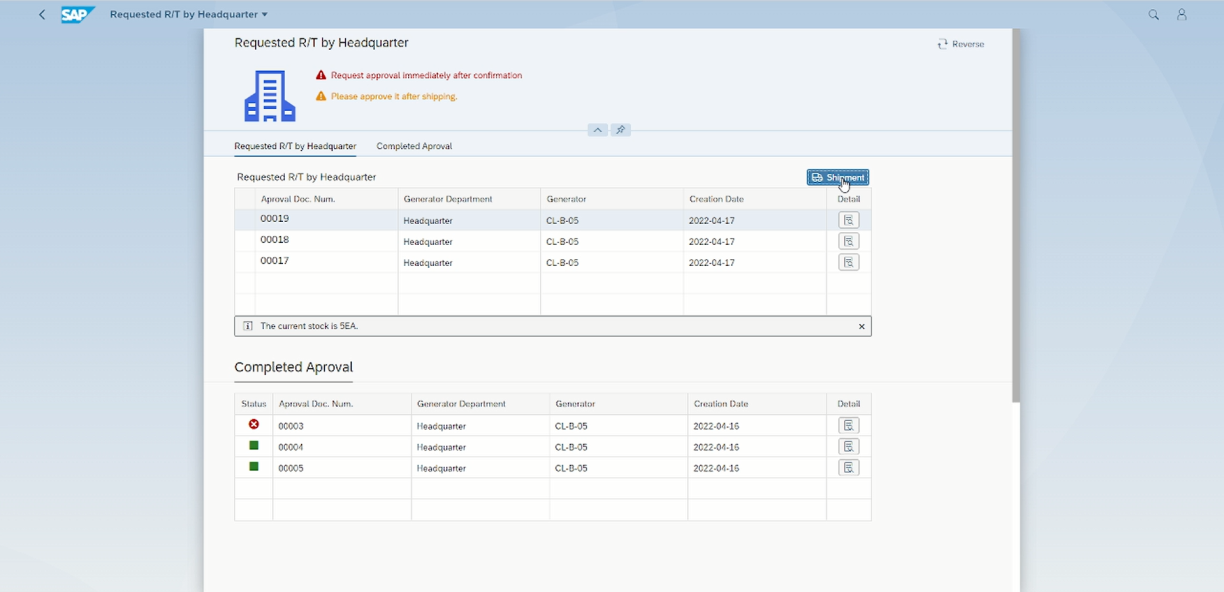 SAP Requested R/T by Headquarter
Requested R/T by Headquarter
Reverse
Request approval immediately after confirmation
Please approve it after shipping.
Requested R/T by Headquarter Completed Aproval
Requested R/T by Headquarter
Shipment
Aproval Doc. Num. Generator Department Generator Creation Date Detail
00019 Headquarter CL-B-05 2022-04-17
00018 Headquarter CL-B-05 2022-04-17
00017 Headquarter CL-B-05 2022-04-17
The current stock is 5EA.
Completed Aproval
Status Aproval Doc. Num. Generator Department Generator Creation Date Detail
00003 Headquarter CL-B-05 2022-04-16
00004 Headquarter CL-B-05 2022-04-16
00005 Headquarter CL-B-05 2022-04-16